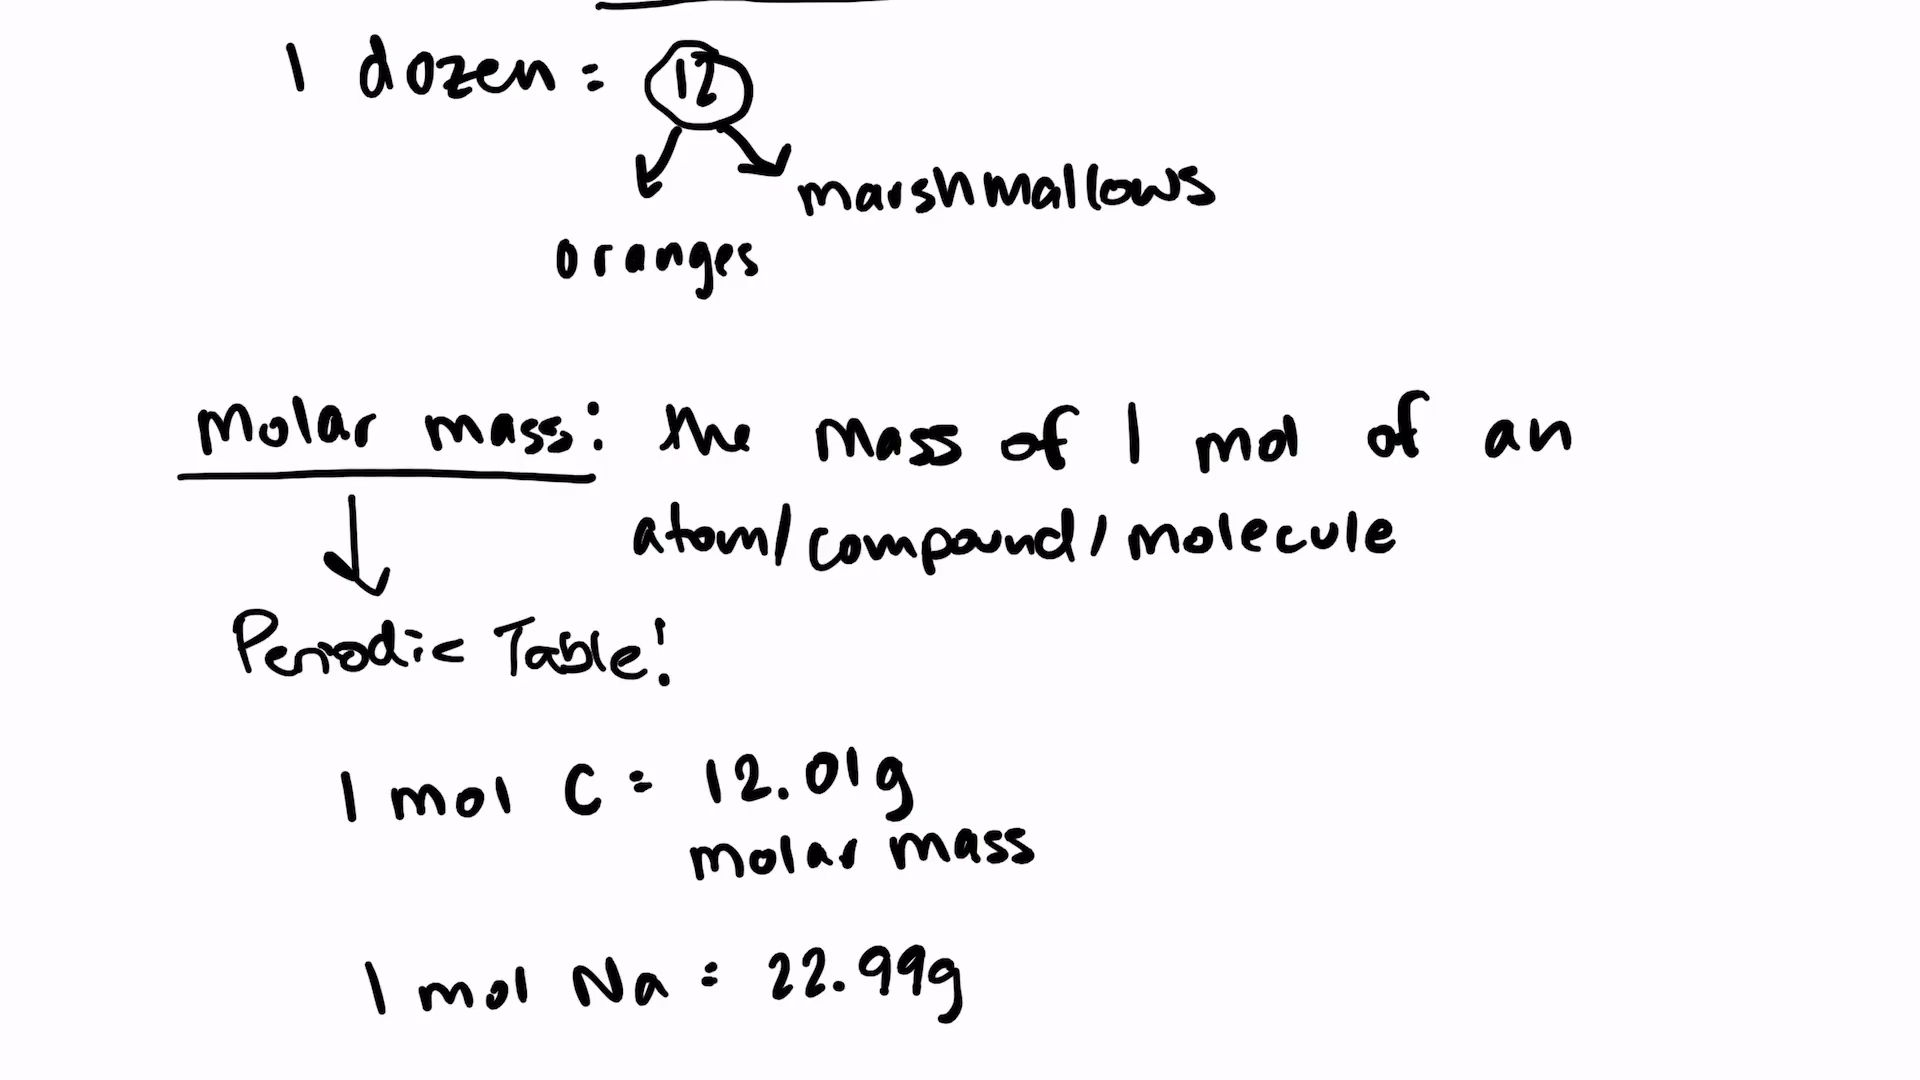 1 dozen = 12
marshmallows
oranges
Molar mass: the mass of 1 mol of an
atom/compound/molecule
Periodic Table!
1 mol C = 12.01g
molar mass
1 mol Na = 22.99g